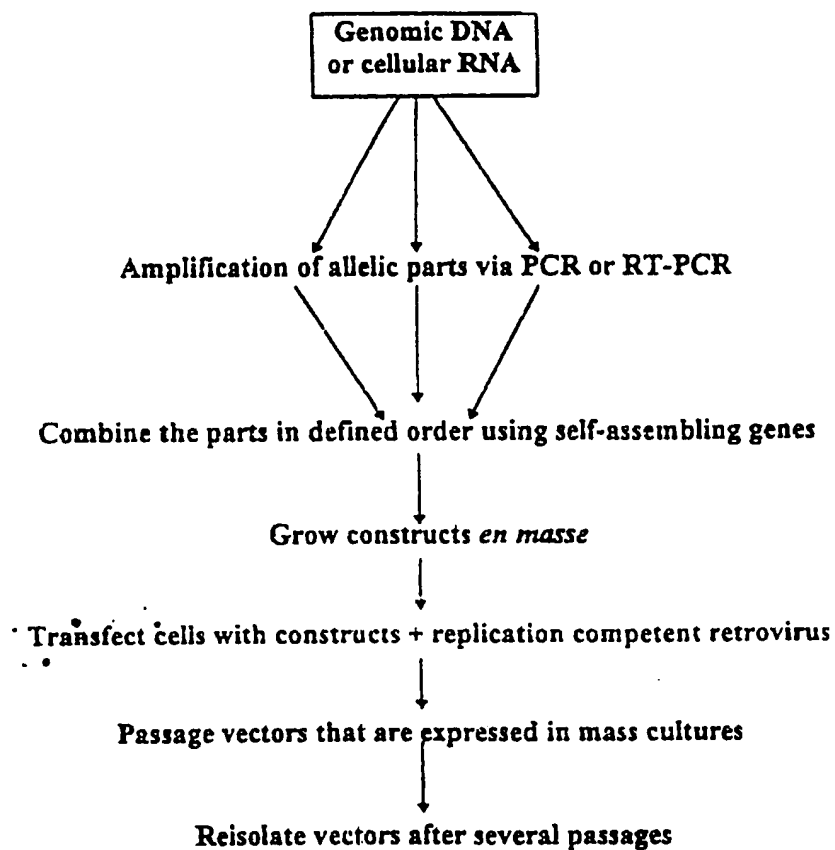 Genomic DNA
or cellular RNA
Amplification of allelic parts via PCR or RT-PCR
Combine the parts in defined order using self-assembling genes
Grow constructs en masse
Transfect cells with constructs + replication competent retrovirus
Passage vectors that are expressed in mass cultures
Reisolate vectors after several passages